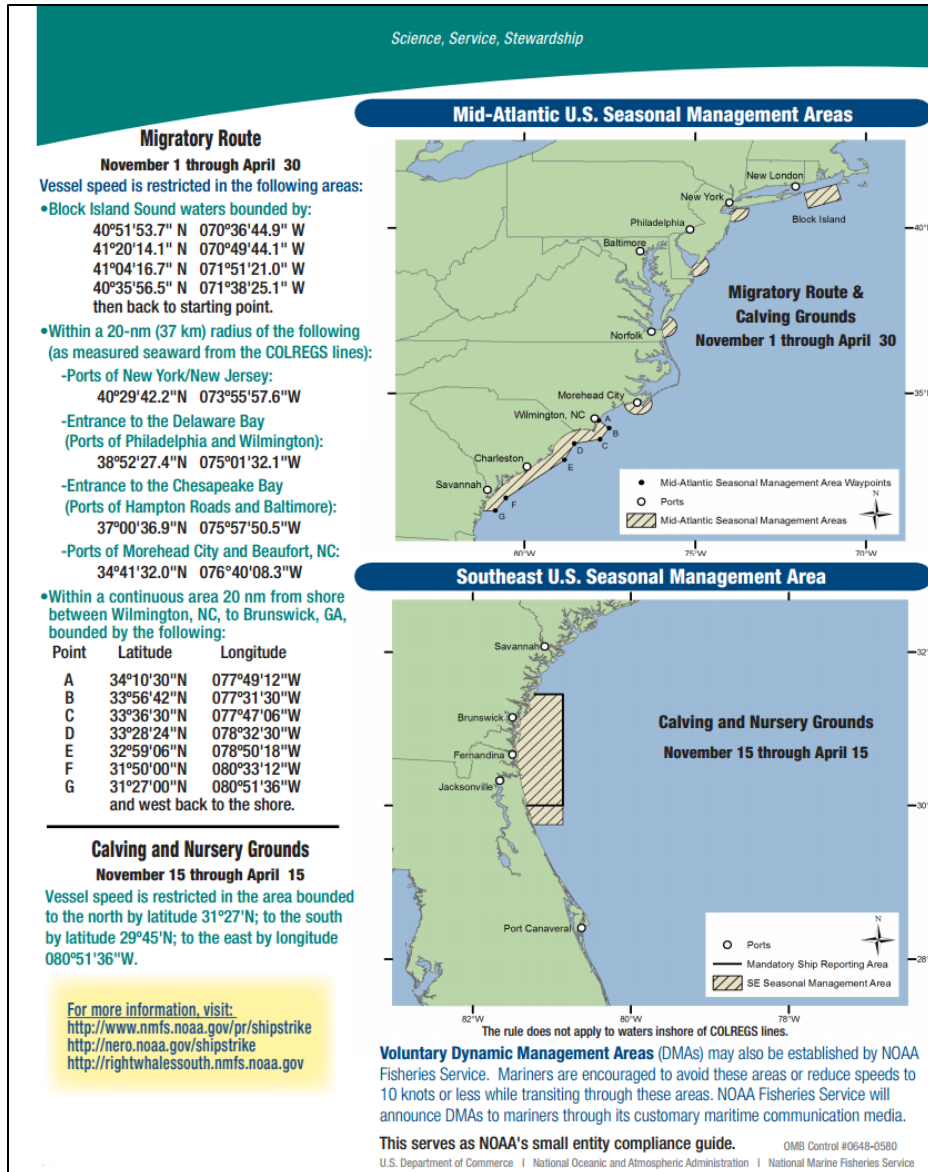 Science, Service, Stewardship
Migratory Route
November 1 through April 30
Vessel speed is restricted in the following areas:
•Block Island Sound waters bounded by:
40º51'53.7" N 070º36'44.9" W
41º20'14.1" N 070º49'44.1" W
41º04'16.7" N 071º51'21.0" W
40º35'56.5" N 071º38'25.1" W
then back to starting point.
•Within a 20-nm (37 km) radius of the following
(as measured seaward from the COLREGS lines):
-Ports of New York/New Jersey:
40º29'42.2"N 073º55'57.6"W
-Entrance to the Delaware Bay
(Ports of Philadelphia and Wilmington):
38º52'27.4"N 075º01'32.1"W
-Entrance to the Chesapeake Bay
(Ports of Hampton Roads and Baltimore):
37º00'36.9"N 075º57'50.5"W
-Ports of Morehead City and Beaufort, NC:
34º41'32.0"N 076°40'08.3"W
•Within a continuous area 20 nm from shore
between Wilmington, NC, to Brunswick, GA,
bounded by the following:
Point Latitude Longitude
A 34º10'30"N 077º49'12"W
B 33º56'42"N 077º31'30"W
C 33º36'30"N 077º47'06"W
D 33º28'24"N 078º32'30"W
E 32º59'06"N 078º50'18"W
F 31º50'00"N 080º33'12"W
G 31º27'00"N 080º51'36"W
and west back to the shore.
Calving and Nursery Grounds
November 15 through April 15
Vessel speed is restricted in the area bounded
to the north by latitude 31º27'N; to the south
by latitude 29º45'N; to the east by longitude
080º51'36"W.
For more information, visit:
http://www.nmfs.noaa.gov/pr/shipstrike
http://nero.noaa.gov/shipstrike
http://rightwhalessouth.nmfs.noaa.gov
Mid-Atlantic U.S. Seasonal Management Areas
New London
New York
Block Island
Philadelphia
40°
Baltimore
Migratory Route &
Calving Grounds
November 1 through April 30
Norfolk
Morehead City
35°
Wilmington, NC
A
B
C
D
E
Charleston
Savannah
F
G
Mid-Atlantic Seasonal Management Area Waypoints
Ports
Mid-Atlantic Seasonal Management Areas
N
80°W 75°W 70°W
Southeast U.S. Seasonal Management Area
Savannah
32°
Brunswick
Calving and Nursery Grounds
November 15 through April 15
Fernandina
Jacksonville
30°
Port Canaveral
N
Ports
Mandatory Ship Reporting Area
SE Seasonal Management Area
28°
82°W 80°W 78°W
The rule does not apply to waters inshore of COLREGS lines.
Voluntary Dynamic Management Areas (DMAs) may also be established by NOAA
Fisheries Service. Mariners are encouraged to avoid these areas or reduce speeds to
10 knots or less while transiting through these areas. NOAA Fisheries Service will
announce DMAs to mariners through its customary maritime communication media.
This serves as NOAA's small entity compliance guide.
OMB Control #0648-0580
U.S. Department of Commerce | National Oceanic and Atmospheric Administration | National Marine Fisheries Service